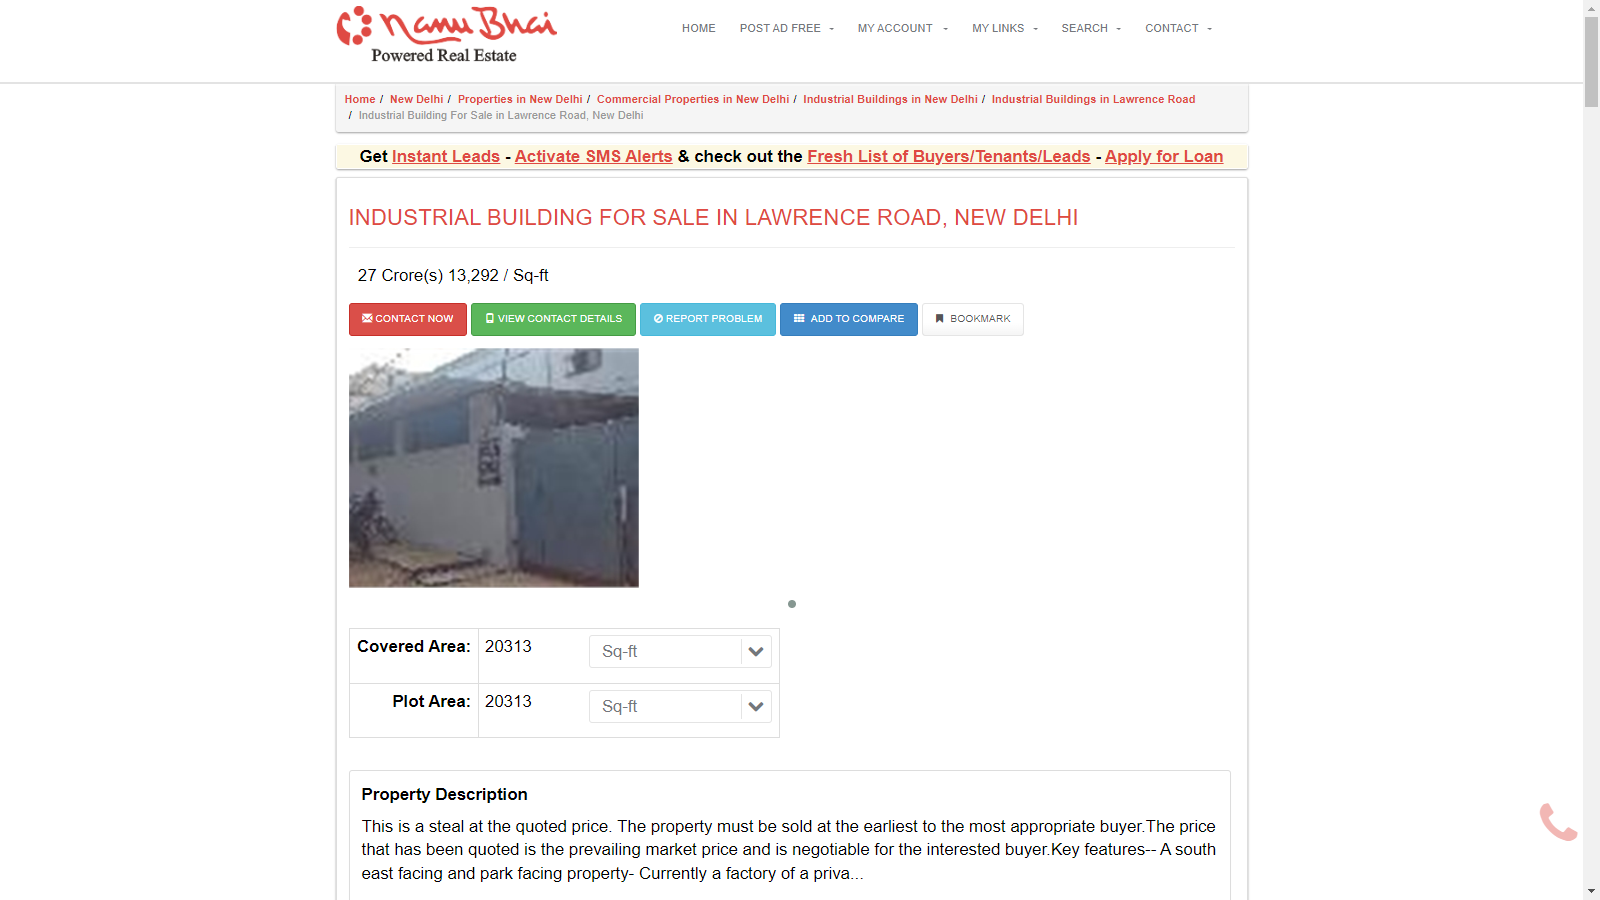 Nanu Bhai
Powered Real Estate
HOME POST AD FREE MY ACCOUNT MY LINKS SEARCH CONTACT
Home / New Delhi / Properties in New Delhi / Commercial Properties in New Delhi / Industrial Buildings in New Delhi / Industrial Buildings in Lawrence Road
/ Industrial Building For Sale in Lawrence Road, New Delhi
Get Instant Leads - Activate SMS Alerts & check out the Fresh List of Buyers/Tenants/Leads - Apply for Loan
INDUSTRIAL BUILDING FOR SALE IN LAWRENCE ROAD, NEW DELHI
27 Crore(s) 13,292 / Sq-ft
CONTACT NOW VIEW CONTACT DETAILS REPORT PROBLEM ADD TO COMPARE BOOKMARK
Covered Area: 20313 Sq-ft
Plot Area: 20313 Sq-ft
Property Description
This is a steal at the quoted price. The property must be sold at the earliest to the most appropriate buyer.The price
that has been quoted is the prevailing market price and is negotiable for the interested buyer.Key features-- A south
east facing and park facing property- Currently a factory of a priva...